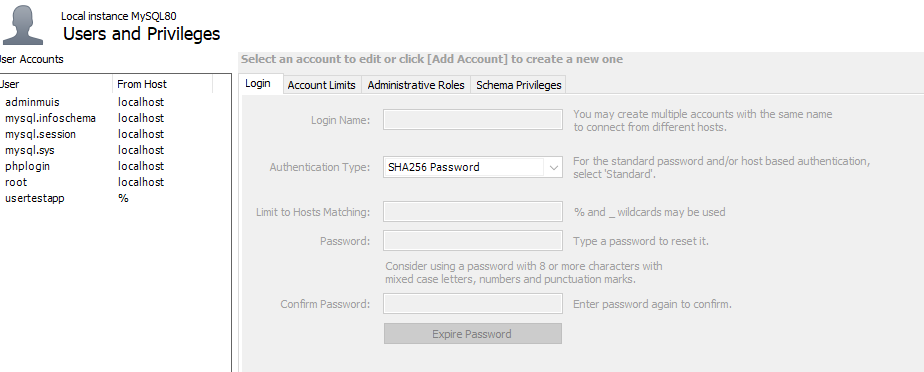 Local instance MySQL80
Users and Privileges
User Accounts
Select an account to edit or click [Add Account] to create a new one
User From Host
adminmuis localhost
mysql.infoschema localhost
mysql.session localhost
mysql.sys localhost
phplogin localhost
root localhost
usertestapp %
Login Account Limits Administrative Roles Schema Privileges
Login Name:
You may create multiple accounts with the same name
to connect from different hosts.
Authentication Type: SHA256 Password
For the standard password and/or host based authentication,
select 'Standard'.
Limit to Hosts Matching: % and _ wildcards may be used
Password: Type a password to reset it.
Consider using a password with 8 or more characters with
mixed case letters, numbers and punctuation marks.
Confirm Password: Enter password again to confirm.
Expire Password